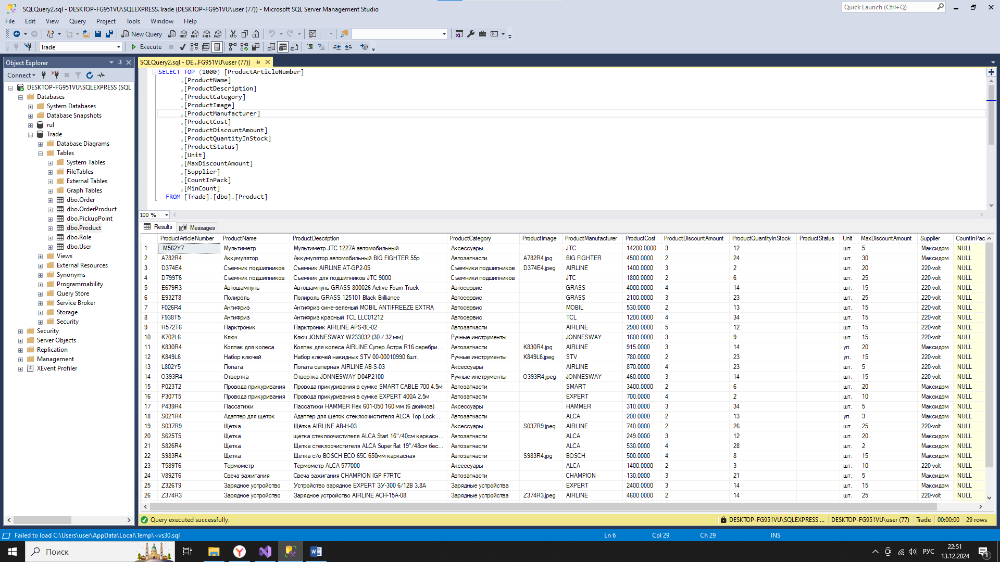 SQLQuery2.sql - DESKTOP-FG951VU\SQLEXPRESS.Trade (DESKTOP-FG951VU\user (77)) - Microsoft SQL Server Management Studio
Quick Launch (Ctrl+Q)
File Edit View Query Project Tools Window Help
New Query MDX DMX XMLA DAX
Trade Execute
Object Explorer
SQLQuery2.sql - DE...FG951VU\user (77))
Connect
DESKTOP-FG951VU\SQLEXPRESS (SQL
Databases
System Databases
Database Snapshots
rul
Trade
Database Diagrams
Tables
System Tables
FileTables
External Tables
Graph Tables
dbo.Order
dbo.OrderProduct
dbo.PickupPoint
dbo.Product
dbo.Role
dbo.User
Views
External Resources
Synonyms
Programmability
Query Store
Service Broker
Storage
Security
Security
Server Objects
Replication
Management
XEvent Profiler
SELECT TOP (1000) [ProductArticleNumber]
,[ProductName]
,[ProductDescription]
,[ProductCategory]
,[ProductImage]
,[ProductManufacturer]
,[ProductCost]
,[ProductDiscountAmount]
,[ProductQuantityInStock]
,[ProductStatus]
,[Unit]
,[MaxDiscountAmount]
,[Supplier]
,[CountInPack]
,[MinCount]
FROM [Trade].[dbo].[Product]
100 %
Results Messages
ProductArticleNumber ProductName ProductDescription ProductCategory ProductImage ProductManufacturer ProductCost ProductDiscountAmount ProductQuantityInStock ProductStatus Unit MaxDiscountAmount Supplier CountInPac
1 M562Y7 Мультиметр Мультиметр JTC 1227A автомобильный Аксессуары JTC 14200.0000 3 12 шт. 5 Максидом NULL
2 A782R4 Аккумулятор Аккумулятор автомобильный BIG FIGHTER 55p Автозапчасти A782R4.jpg BIG FIGHTER 4500.0000 2 24 шт. 30 Максидом NULL
3 D374E4 Съемник подшипников Съемник AIRLINE AT-GP2-05 Съемники подшипников D374E4.jpeg AIRLINE 1400.0000 3 2 шт. 20 220-volt NULL
4 D799T6 Съемник подшипников Съемник для подшипников JTC 9000 Съемники подшипников JTC 1800.0000 2 6 шт. 25 220-volt NULL
5 E679R3 Автошампунь Автошампунь GRASS 800026 Active Foam Truck Автосервис GRASS 4000.0000 4 14 шт. 15 220-volt NULL
6 E932T8 Полироль Полироль GRASS 125101 Black Brilliance Автосервис GRASS 2100.0000 3 23 шт. 25 220-volt NULL
7 F026R4 Антифриз Антифриз сине-зеленый MOBIL ANTIFREEZE EXTRA Автосервис MOBIL 530.0000 2 13 шт. 15 220-volt NULL
8 F938T5 Антифриз Антифриз красный TCL LLC01212 Автосервис TCL 1200.0000 4 34 шт. 15 220-volt NULL
9 H572T6 Парктроник Парктроник AIRLINE APS-8L-02 Автозапчасти AIRLINE 2900.0000 5 12 шт. 15 220-volt NULL
10 K702L6 Ключ Ключ JONNESWAY W233032 (30 / 32 мм) Ручные инструменты JONNESWAY 1600.0000 3 9 шт. 15 220-volt NULL
11 K830R4 Колпак для колеса Колпак для колеса AIRLINE Супер Астра R16 серебри... Автозапчасти K830R4.jpg AIRLINE 915.0000 3 14 уп. 20 Максидом NULL
12 K849L6 Набор ключей Набор ключей накидных STV 00-00010990 6шт. Ручные инструменты K849L6.jpeg STV 780.0000 2 23 уп. 15 220-volt NULL
13 L802Y5 Лопата Лопата саперная AIRLINE AB-S-03 Аксессуары AIRLINE 870.0000 4 23 шт. 5 220-volt NULL
14 O393R4 Отвертка Отвертка JONNESWAY D04P2100 Ручные инструменты O393R4.jpeg JONNESWAY 460.0000 3 14 шт. 15 220-volt NULL
15 P023T2 Провода прикуривания Провода прикуривания в сумке SMART CABLE 700 4,5м Автозапчасти SMART 3400.0000 2 6 шт. 20 Максидом NULL
16 P307T5 Провода прикуривания Провода прикуривания в сумке EXPERT 400А 2,5м Автозапчасти EXPERT 700.0000 4 2 шт. 10 Максидом NULL
17 P439R4 Пассатижи Пассатижи HAMMER Flex 601-050 160 мм (6 дюймов) Аксессуары HAMMER 310.0000 3 34 шт. 5 Максидом NULL
18 S021R4 Адаптер для щеток Адаптер для щеток стеклоочистителя ALCA Top Lock ... Автозапчасти ALCA 200.0000 2 13 уп. 3 Максидом NULL
19 S037R9 Щетка Щётка AIRLINE AB-H-03 Аксессуары S037R9.jpeg AIRLINE 740.0000 2 26 шт. 25 220-volt NULL
20 S625T5 Щетка щетка стеклоочистителя ALCA Start 16"/40см каркасн... Автозапчасти ALCA 249.0000 3 12 шт. 20 Максидом NULL
21 S826R4 Щетка Щетка стеклоочистителя ALCA Super flat 19"/48см бес... Автозапчасти ALCA 530.0000 4 28 шт. 2 Максидом NULL
22 S983R4 Щетка Щетка с/о BOSCH ECO 65C 650мм каркасная Автозапчасти S983R4.jpg BOSCH 500.0000 4 8 шт. 15 Максидом NULL
23 T589T6 Термометр Термометр ALCA 577000 Аксессуары ALCA 1400.0000 2 3 шт. 10 220-volt NULL
24 V892T6 Свеча зажигания Свеча зажигания CHAMPION IGP F7RTC Автозапчасти CHAMPION 130.0000 3 21 шт. 5 Максидом NULL
25 Z326T9 Зарядное устройство Устройство зарядное EXPERT ЗУ-300 6/12В 3,8А Зарядные устройства EXPERT 2400.0000 3 14 шт. 15 Максидом NULL
26 Z374R3 Зарядное устройство Зарядное устройство AIRLINE ACH-15A-08 Зарядные устройства Z374R3.jpeg AIRLINE 4600.0000 2 14 шт. 25 220-volt NULL
Query executed successfully. DESKTOP-FG951VU\SQLEXPRESS ... DESKTOP-FG951VU\user (77) Trade 00:00:00 29 rows
Failed to load C:\Users\user\AppData\Local\Temp\~vs30.sql Ln 6 Col 29 Ch 29 INS
Поиск РУС 22:51
13.12.2024 1